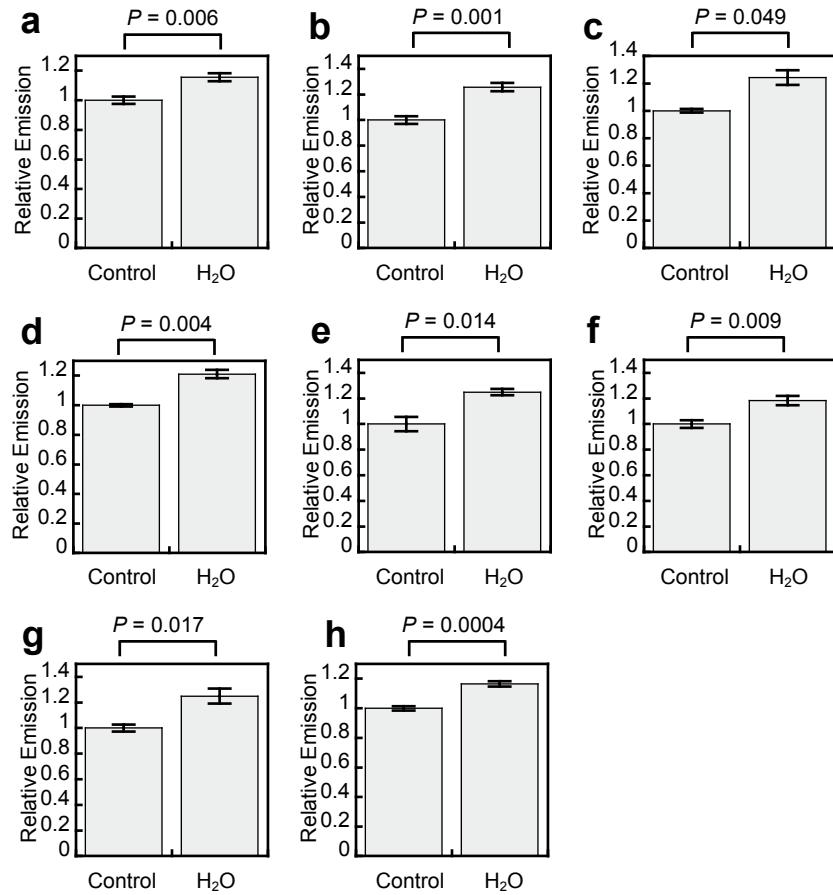 a
P = 0.006
Relative Emission
1.2
1
0.8
0.6
0.4
0.2
0
Control
H₂O
b
P = 0.001
Relative Emission
1.4
1.2
1
0.8
0.6
0.4
0.2
0
Control
H₂O
c
P = 0.049
Relative Emission
1.4
1.2
1
0.8
0.6
0.4
0.2
0
Control
H₂O
d
P = 0.004
Relative Emission
1.2
1
0.8
0.6
0.4
0.2
0
Control
H₂O
e
P = 0.014
Relative Emission
1.4
1.2
1
0.8
0.6
0.4
0.2
0
Control
H₂O
f
P = 0.009
Relative Emission
1.4
1.2
1
0.8
0.6
0.4
0.2
0
Control
H₂O
g
P = 0.017
Relative Emission
1.4
1.2
1
0.8
0.6
0.4
0.2
0
Control
H₂O
h
P = 0.0004
Relative Emission
1.2
1
0.8
0.6
0.4
0.2
0
Control
H₂O